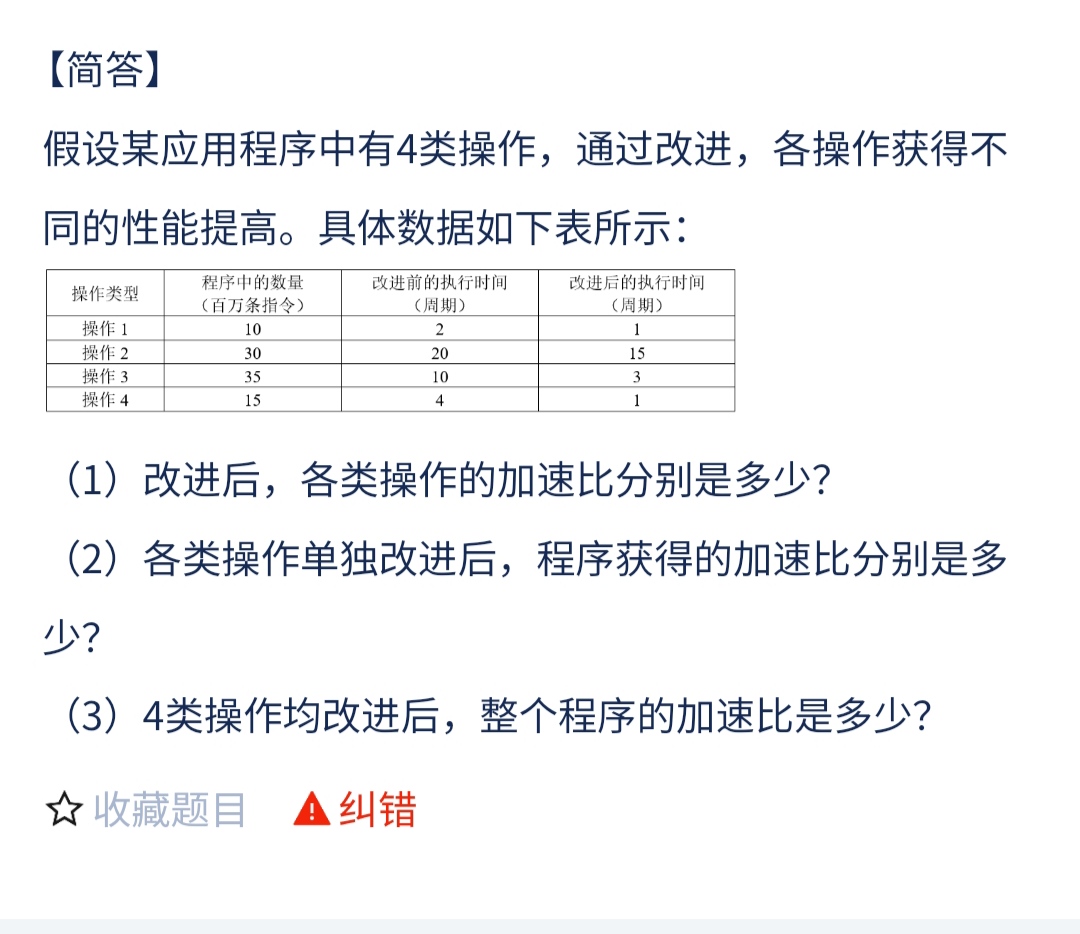 【简答】
假设某应用程序中有4类操作，通过改进，各操作获得不
同的性能提高。具体数据如下表所示：
操作类型 程序中的数量（百万条指令） 改进前的执行时间（周期） 改进后的执行时间（周期）
操作 1 10 2 1
操作 2 30 20 15
操作 3 35 10 3
操作 4 15 4 1
（1）改进后，各类操作的加速比分别是多少？
（2）各类操作单独改进后，程序获得的加速比分别是多
少？
（3）4类操作均改进后，整个程序的加速比是多少？
收藏题目 纠错